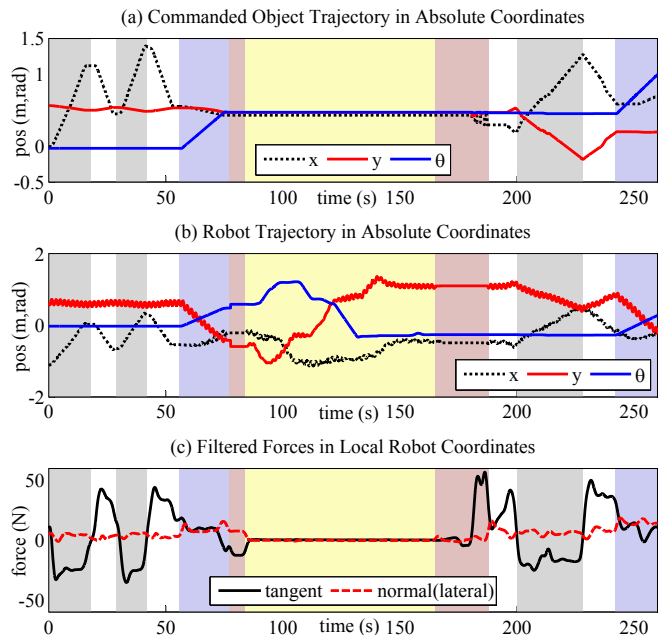 (a) Commanded Object Trajectory in Absolute Coordinates
1.5
1
0
-0.5
pos (m,rad)
x y θ
0 50 100 150 200 250
time (s)
(b) Robot Trajectory in Absolute Coordinates
2
0
-2
pos (m,rad)
x y θ
0 50 100 150 200 250
time (s)
(c) Filtered Forces in Local Robot Coordinates
50
0
-50
force (N)
tangent normal(lateral)
0 50 100 150 200 250